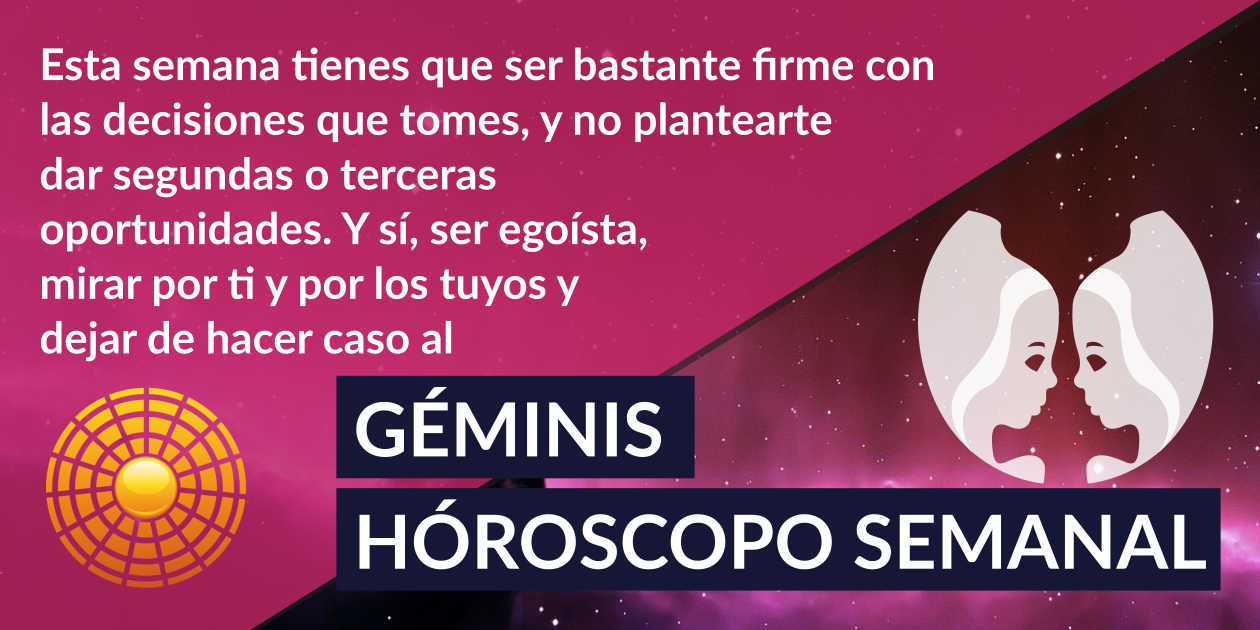 Esta semana tienes que ser bastante firme con
las decisiones que tomes, y no plantearte
dar segundas o terceras
oportunidades. Y sí, ser egoísta,
mirar por ti y por los tuyos y
dejar de hacer caso al
GÉMINIS
HÓROSCOPO SEMANAL